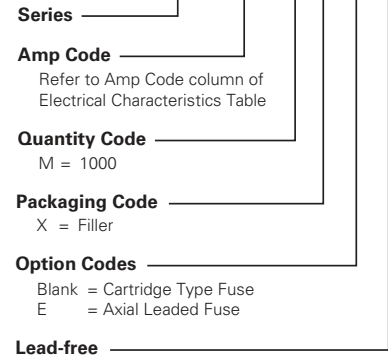 Series
Amp Code
Refer to Amp Code column of
Electrical Characteristics Table
Quantity Code
M = 1000
Packaging Code
X = Filler
Option Codes
Blank = Cartridge Type Fuse
E = Axial Leaded Fuse
Lead-free